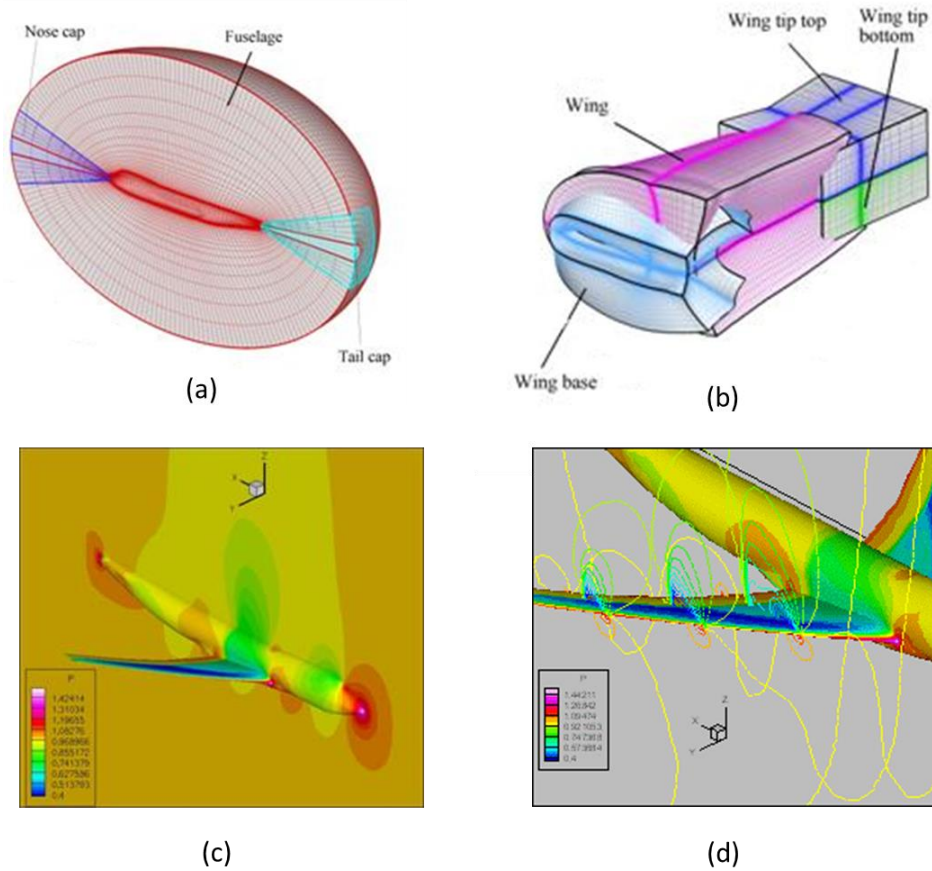 Nose cap
Fuselage
Tail cap
(a)
Wing tip top
Wing tip
bottom
Wing
Wing base
(b)
Z
X
Y
P
1.42414
1.31034
1.19655
1.08276
0.968966
0.855172
0.741379
0.627586
0.513793
0.4
(c)
Z
X
Y
P
1.44211
1.26842
1.09474
0.921053
0.747368
0.573684
0.4
(d)